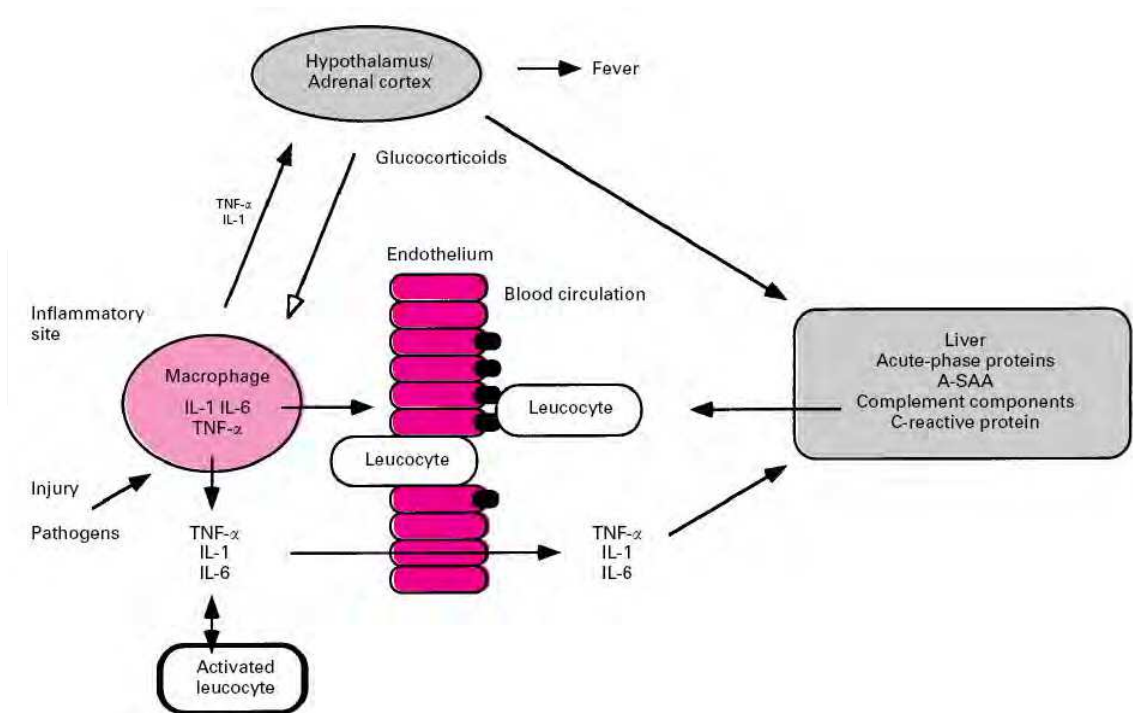 Hypothalamus/
Adrenal cortex
Fever
Glucocorticoids
TNF-α
IL-1
Endothelium
Blood circulation
Inflammatory
site
Macrophage
IL-1 IL-6
TNF-α
Leucocyte
Leucocyte
Liver
Acute-phase proteins
A-SAA
Complement components
C-reactive protein
Injury
Pathogens
TNF-α
IL-1
IL-6
TNF-α
IL-1
IL-6
Activated
leucocyte